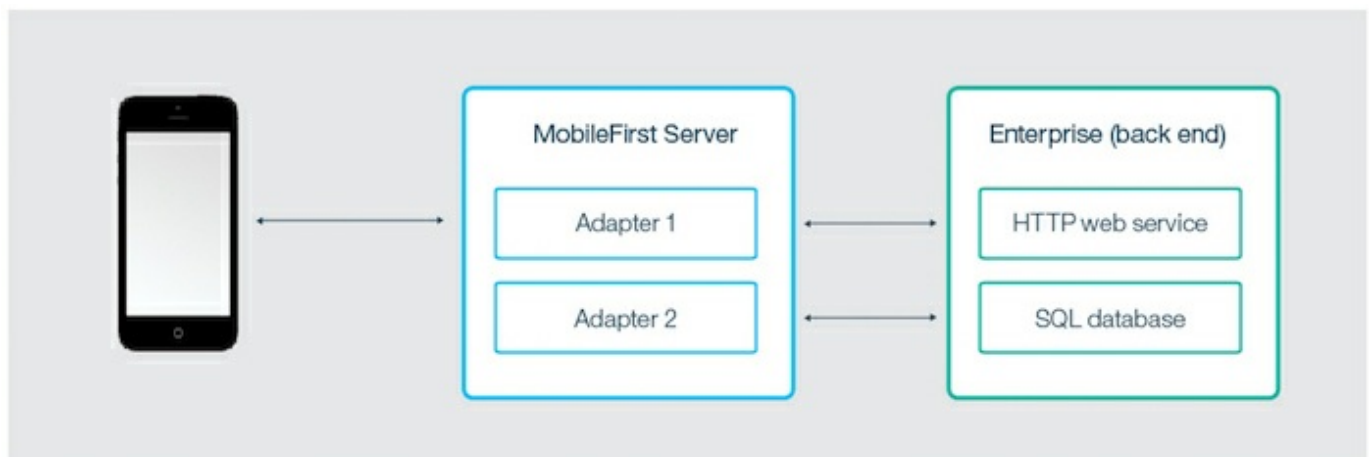 MobileFirst Server
Adapter 1
Adapter 2
Enterprise (back end)
HTTP web service
SQL database